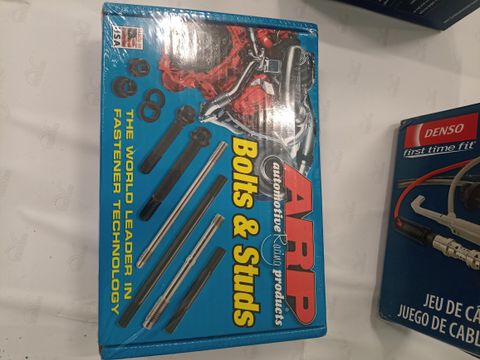 ARP
automotive Racing products
Bolts & Studs
THE WORLD LEADER IN
FASTENER TECHNOLOGY
USA
DENSO
first time fit
JEU DE CÂ
JUEGO DE CABL